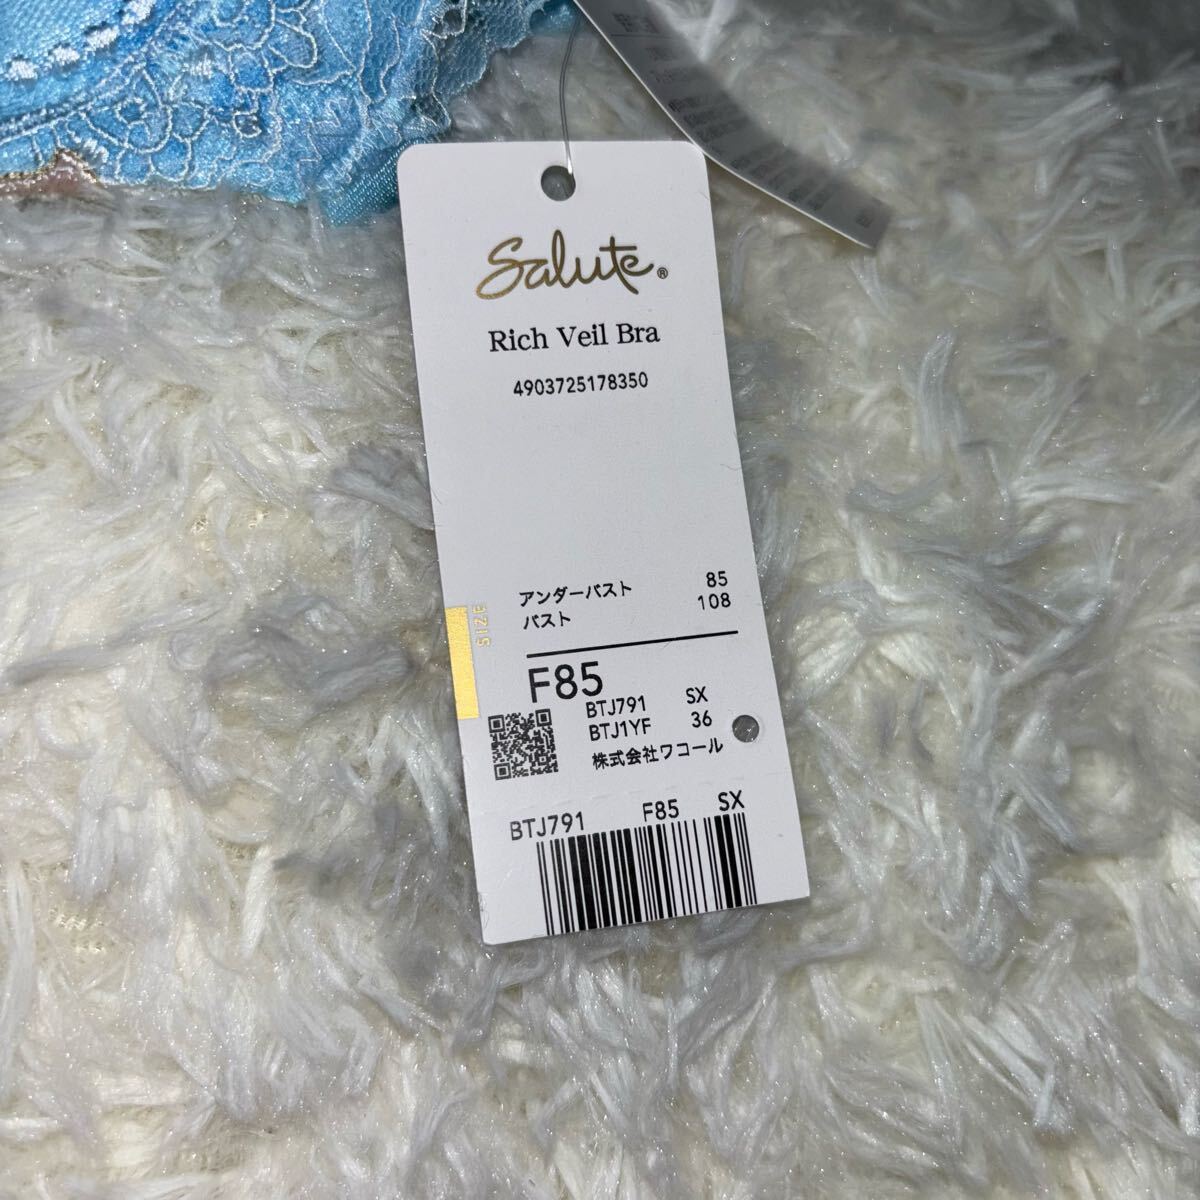 Salute®
Rich Veil Bra
4903725178350
アンダーバスト 85
バスト 108
SIZE
F85
BTJ791 SX
BTJ1YF 36
株式会社ワコール
BTJ791 F85 SX